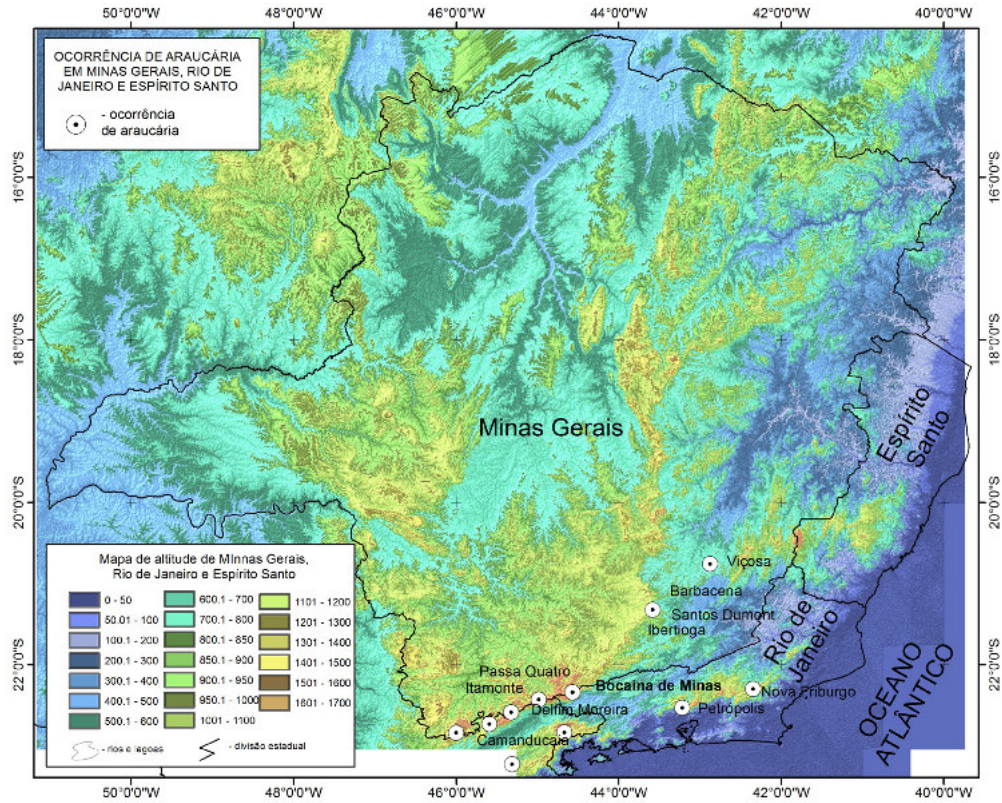 50°0'0"W 48°0'0"W 46°0'0"W 44°0'0"W 42°0'0"W 40°0'0"W
OCORRÊNCIA DE ARAUCÁRIA
EM MINAS GERAIS, RIO DE
JANEIRO E ESPÍRITO SANTO
- ocorrência
de araucária
16°0'0"S
16°0'0"S
18°0'0"S
18°0'0"S
20°0'0"S
20°0'0"S
22°0'0"S
22°0'0"S
Minas Gerais
Espírito
Santo
Rio de
Janeiro
OCEANO
ATLÂNTICO
Viçosa
Barbacena
Santos Dumont
Ibertioga
Passa Quatro
Itamonte
Bocaina de Minas
Delfim Moreira
Nova Friburgo
Petrópolis
Camanducaia
Mapa de altitude de MInnas Gerais,
Rio de Janeiro e Espírito Santo
0 - 50
50.01 - 100
100.1 - 200
200.1 - 300
300.1 - 400
400.1 - 500
500.1 - 600
600.1 - 700
700.1 - 800
800.1 - 850
850.1 - 900
900.1 - 950
950.1 - 1000
1001 - 1100
1101 - 1200
1201 - 1300
1301 - 1400
1401 - 1500
1501 - 1600
1601 - 1700
- rios e lagoas
- divisão estadual
50°0'0"W 48°0'0"W 46°0'0"W 44°0'0"W 42°0'0"W 40°0'0"W